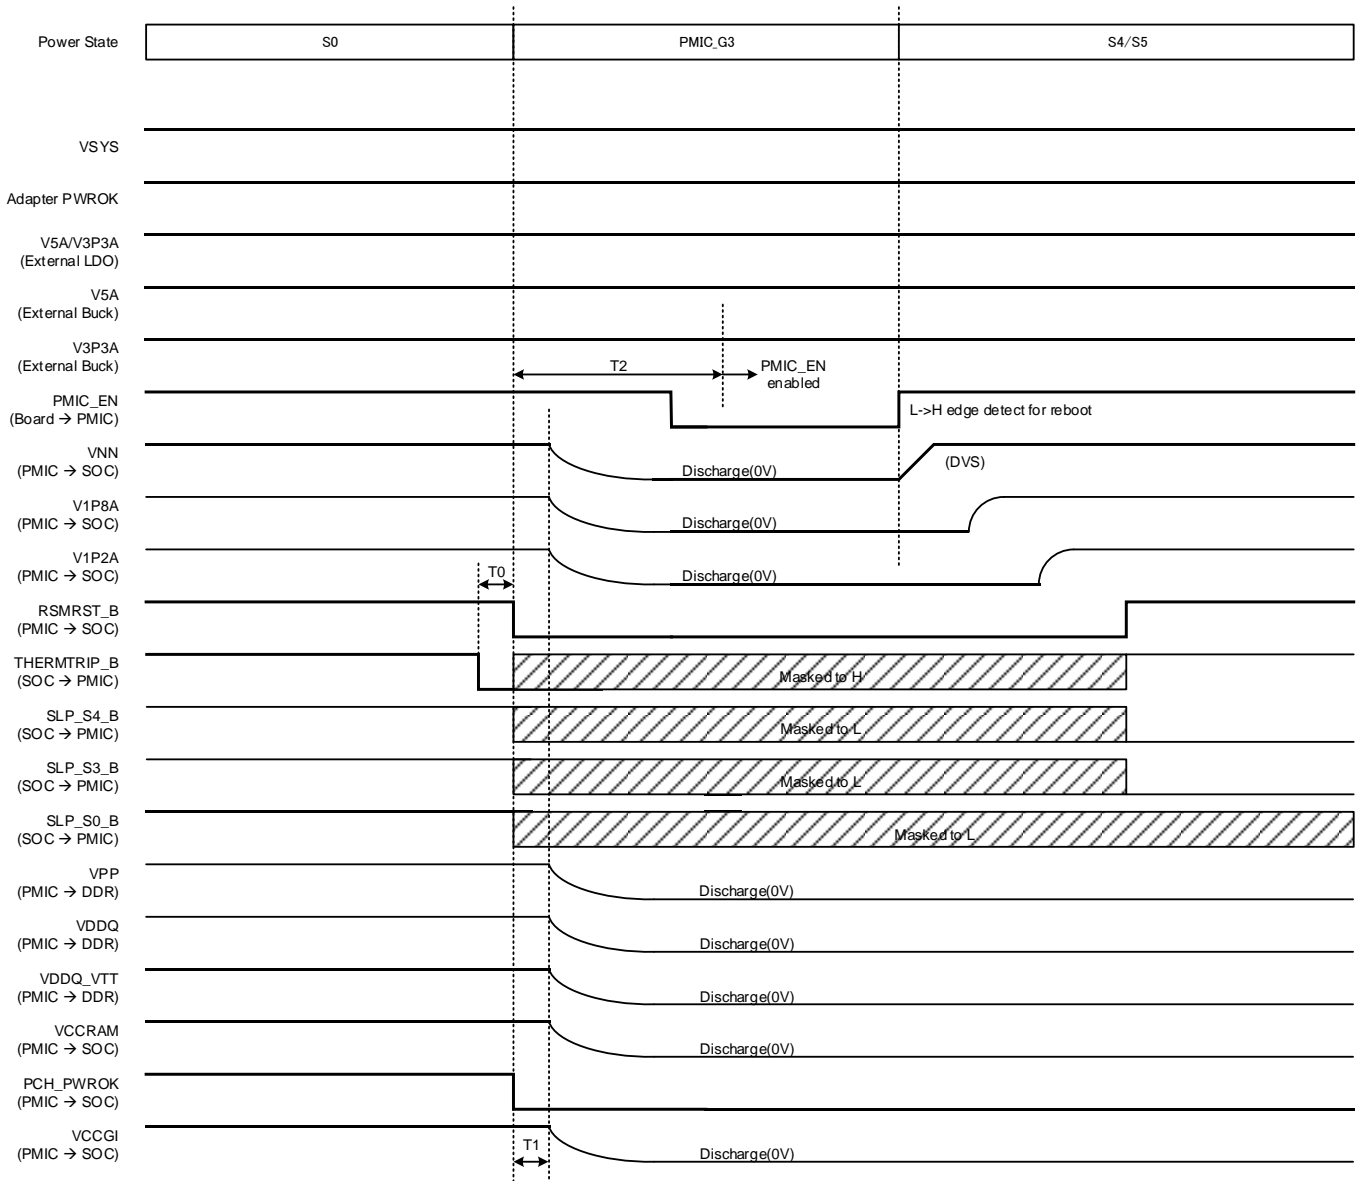 Power State
S0
PMIC_G3
S4/S5
VSYS
Adapter PWROK
V5A/V3P3A
(External LDO)
V5A
(External Buck)
V3P3A
(External Buck)
T2
PMIC_EN
enabled
PMIC_EN
(Board → PMIC)
L->H edge detect for reboot
VNN
(PMIC → SOC)
Discharge(0V)
(DVS)
V1P8A
(PMIC → SOC)
Discharge(0V)
V1P2A
(PMIC → SOC)
T0
Discharge(0V)
RSMRST_B
(PMIC → SOC)
THERMTRIP_B
(SOC → PMIC)
Masked to H
SLP_S4_B
(SOC → PMIC)
Masked to L
SLP_S3_B
(SOC → PMIC)
Masked to L
SLP_S0_B
(SOC → PMIC)
Masked to L
VPP
(PMIC → DDR)
Discharge(0V)
VDDQ
(PMIC → DDR)
Discharge(0V)
VDDQ_VTT
(PMIC → DDR)
Discharge(0V)
VCCRAM
(PMIC → SOC)
Discharge(0V)
PCH_PWROK
(PMIC → SOC)
VCCGI
(PMIC → SOC)
T1
Discharge(0V)